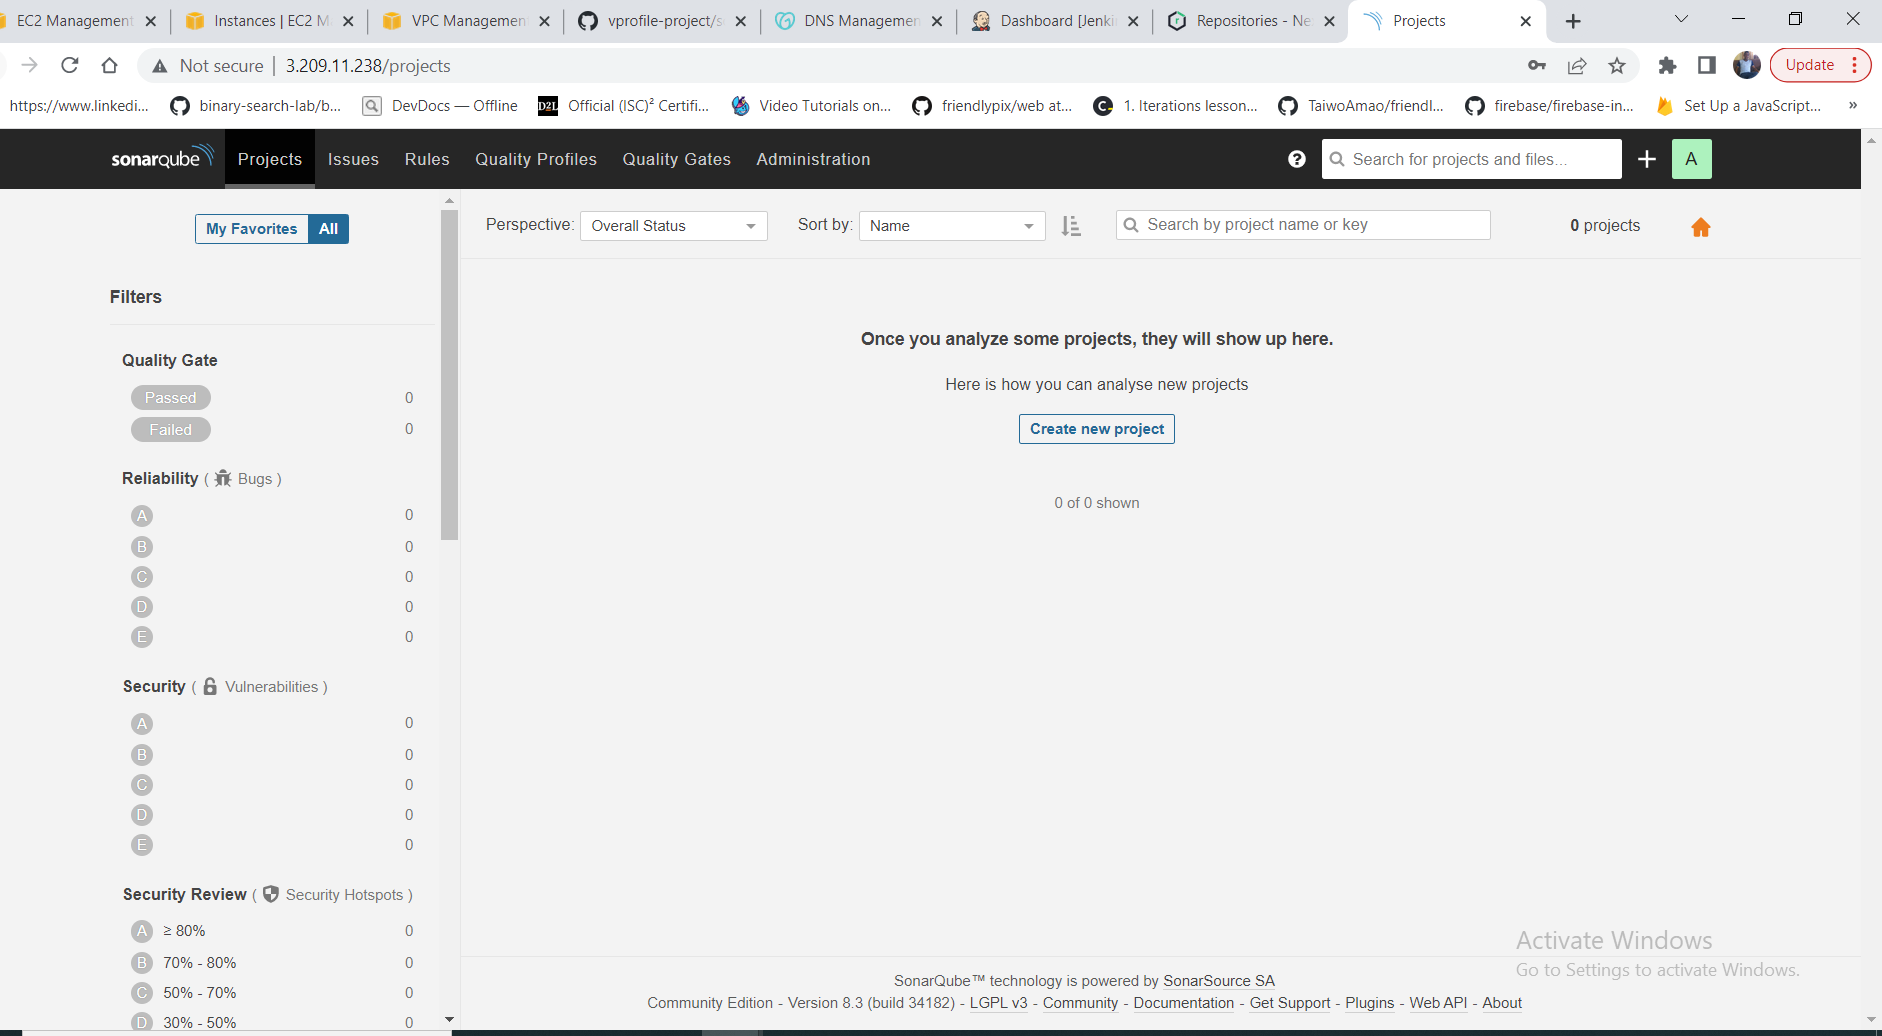 EC2 Management
Instances | EC2 M
VPC Management
vprofile-project/s
DNS Management
Dashboard [Jenki
Repositories - Ne
Projects
Not secure | 3.209.11.238/projects
Update
https://www.linkedi...
binary-search-lab/b...
DevDocs — Offline
D2L
Official (ISC)² Certifi...
Video Tutorials on...
friendlypix/web at...
1. Iterations lesson...
TaiwoAmao/friendl...
firebase/firebase-in...
Set Up a JavaScript...
»
sonarqube
Projects
Issues
Rules
Quality Profiles
Quality Gates
Administration
?
Search for projects and files...
A
My Favorites
All
Perspective:
Overall Status
Sort by:
Name
Search by project name or key
0 projects
Filters
Quality Gate
Passed 0
Failed 0
Reliability ( Bugs )
A 0
B 0
C 0
D 0
E 0
Security ( Vulnerabilities )
A 0
B 0
C 0
D 0
E 0
Security Review ( Security Hotspots )
A ≥ 80% 0
B 70% - 80% 0
C 50% - 70% 0
D 30% - 50% 0
Once you analyze some projects, they will show up here.
Here is how you can analyse new projects
Create new project
0 of 0 shown
Activate Windows
Go to Settings to activate Windows.
SonarQube™ technology is powered by SonarSource SA
Community Edition - Version 8.3 (build 34182) - LGPL v3 - Community - Documentation - Get Support - Plugins - Web API - About